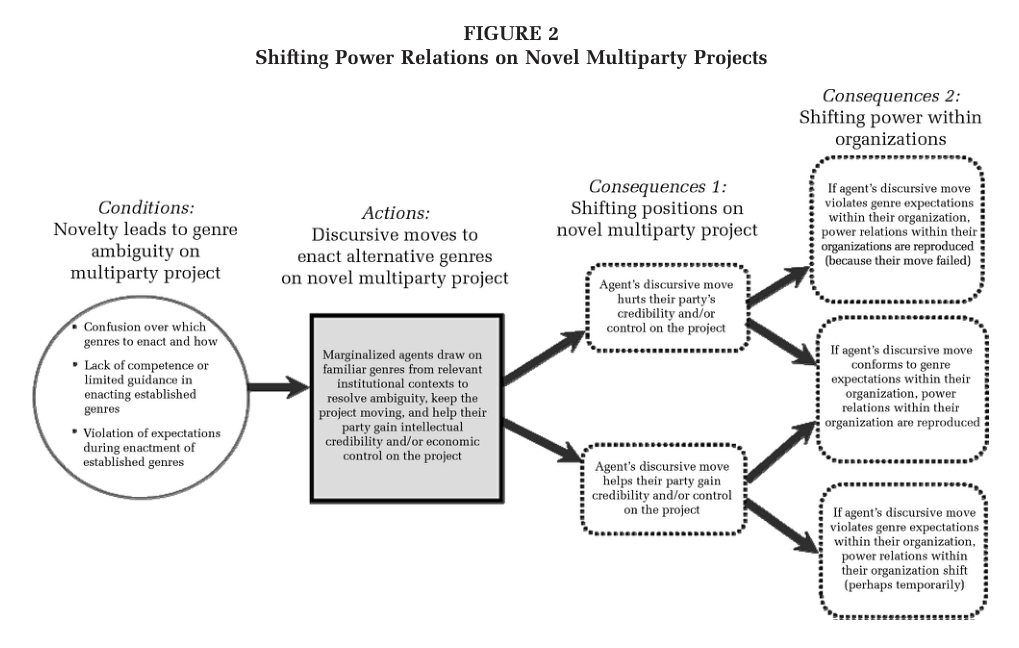 FIGURE 2
Shifting Power Relations on Novel Multiparty Projects
Conditions:
Novelty leads to genre
ambiguity on
multiparty project
• Confusion over which
genres to enact and how
• Lack of competence or
limited guidance in
enacting established
genres
• Violation of expectations
during enactment of
established genres
Actions:
Discursive moves to
enact alternative genres
on novel multiparty project
Marginalized agents draw on
familiar genres from relevant
institutional contexts to
resolve ambiguity, keep the
project moving, and help their
party gain intellectual
credibility and/or economic
control on the project
Consequences 1:
Shifting positions on
novel multiparty project
Agent's discursive move
hurts their party's
credibility and/or
control on the project
Agent's discursive move
helps their party gain
credibility and/or control
on the project
Consequences 2:
Shifting power within
organizations
If agent's discursive move
violates genre expectations
within their organization,
power relations within their
organizations are reproduced
(because their move failed)
If agent's discursive move
conforms to genre
expectations within their
organization, power
relations within their
organization are reproduced
If agent's discursive move
violates genre expectations
within their organization,
power relations within
their organization shift
(perhaps temporarily)